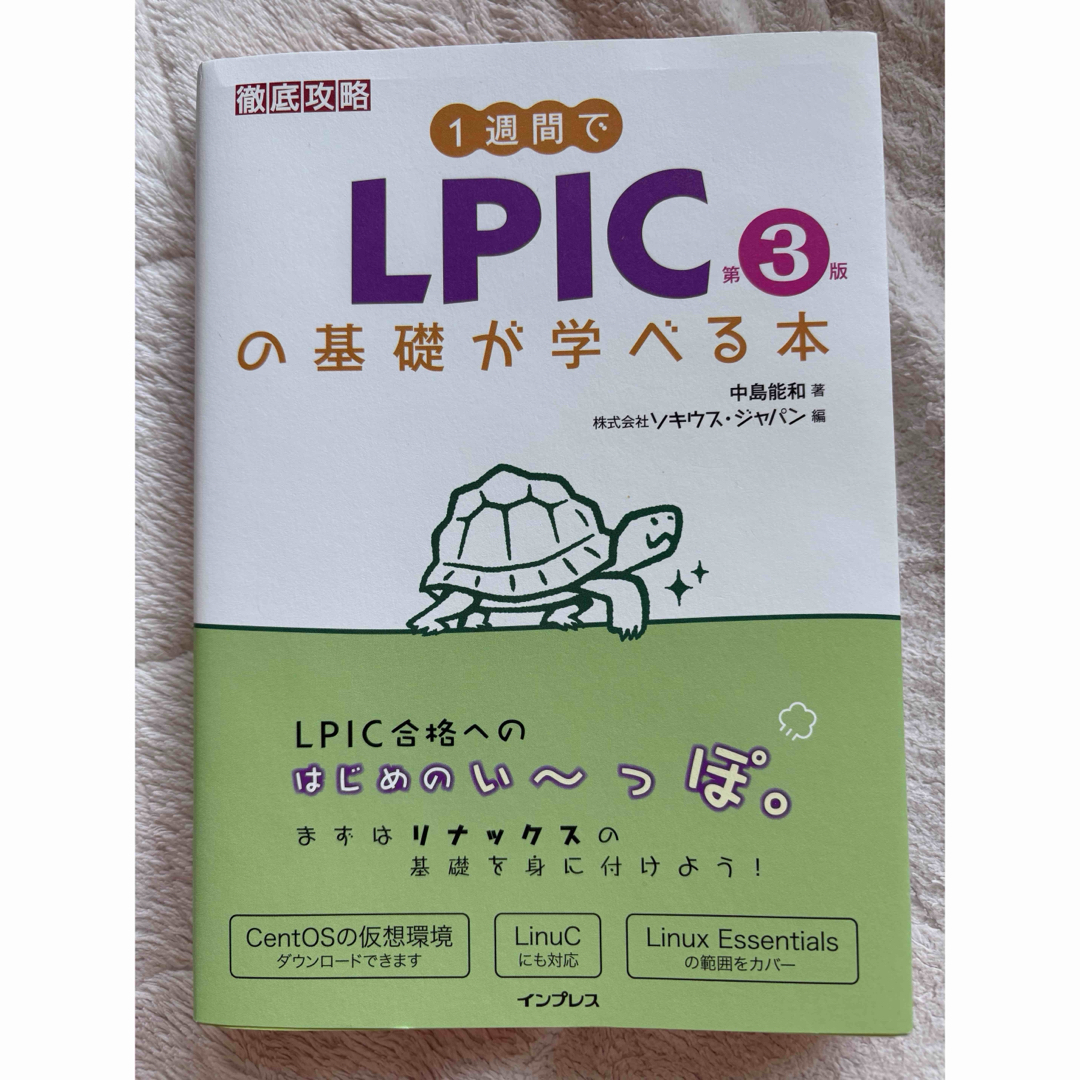 徹底攻略
1週間で
LPIC 第3版
の基礎が学べる本
中島能和 著
株式会社ソキウス・ジャパン 編
LPIC合格への
はじめのい〜っぽ。
まずはリナックスの
基礎を身に付けよう!
CentOSの仮想環境
ダウンロードできます
LinuC
にも対応
Linux Essentials
の範囲をカバー
インプレス